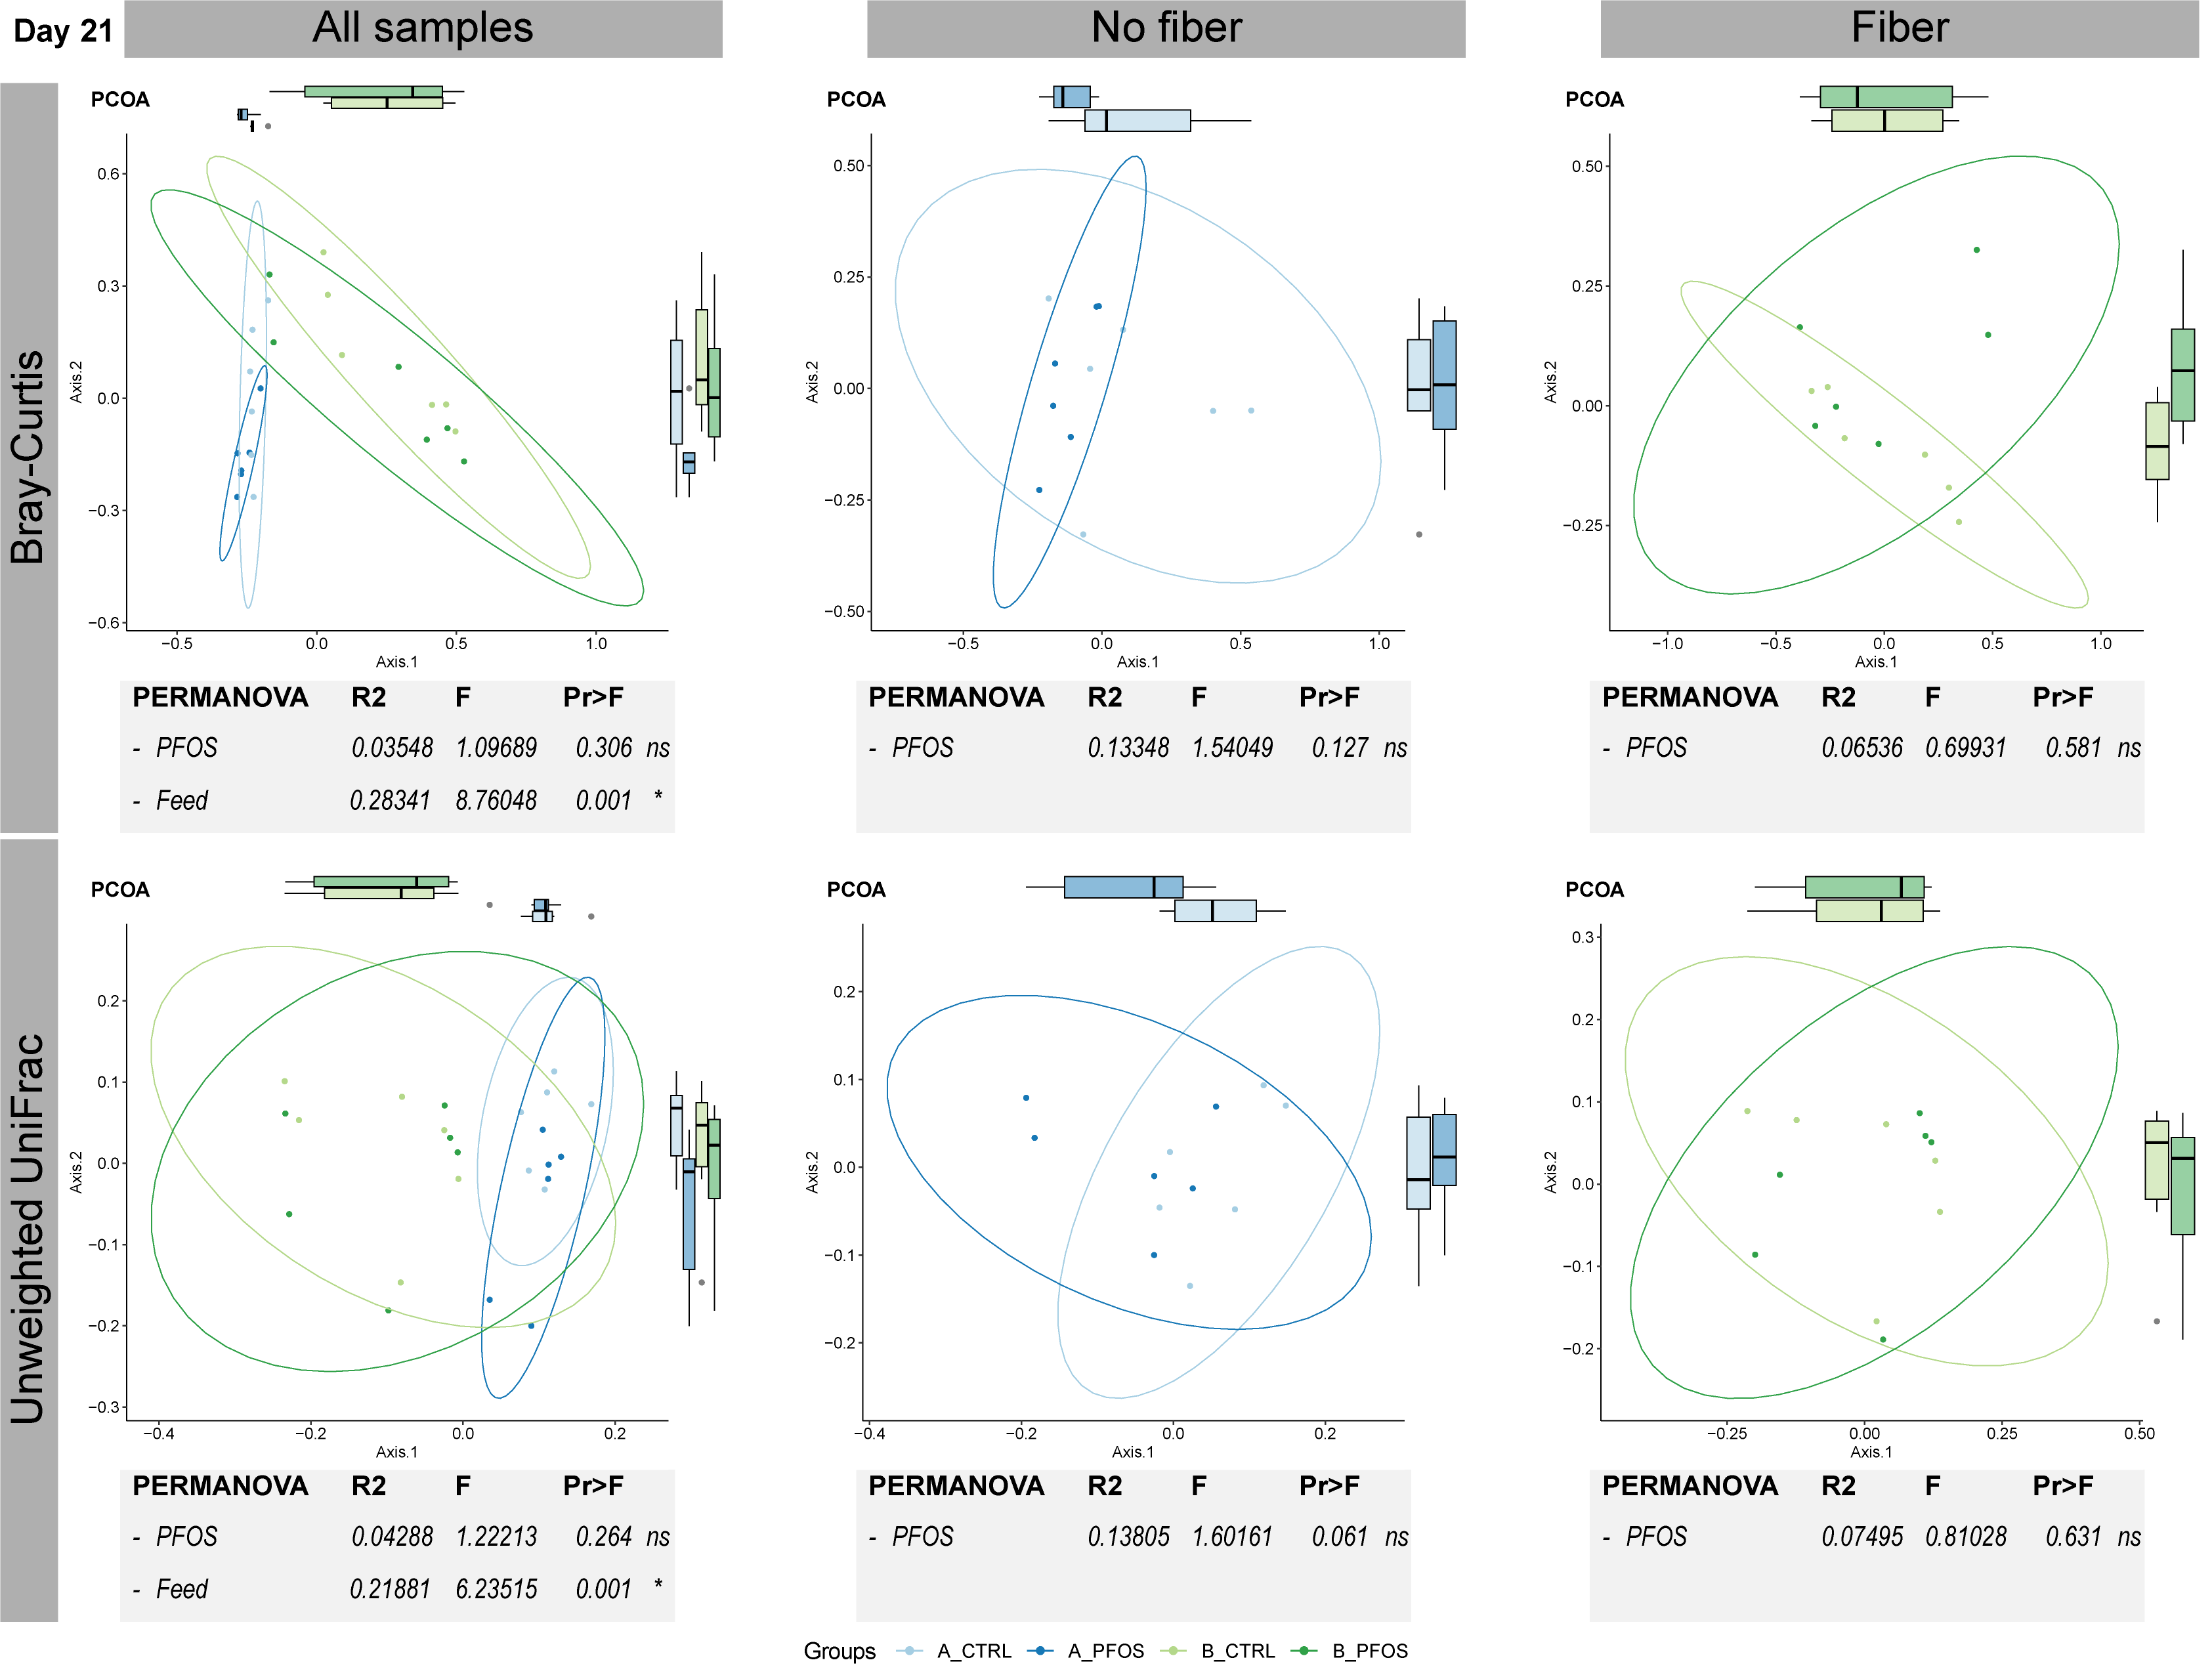 Day 21 All samples No fiber Fiber
Bray-Curtis
PCOA PCOA PCOA
0.6
0.3
0.0
−0.3
−0.6
Axis.2
−0.5 0.0 0.5 1.0
Axis.1
0.50
0.25
0.00
−0.25
−0.50
Axis.2
−0.5 0.0 0.5 1.0
Axis.1
0.50
0.25
0.00
−0.25
Axis.2
−1.0 −0.5 0.0 0.5 1.0
Axis.1
PERMANOVA R2 F Pr>F
- PFOS 0.03548 1.09689 0.306 ns
- Feed 0.28341 8.76048 0.001 *
PERMANOVA R2 F Pr>F
- PFOS 0.13348 1.54049 0.127 ns
PERMANOVA R2 F Pr>F
- PFOS 0.06536 0.69931 0.581 ns
Unweighted UniFrac
PCOA PCOA PCOA
0.2
0.1
0.0
−0.1
−0.2
−0.3
Axis.2
−0.4 −0.2 0.0 0.2
Axis.1
0.2
0.1
0.0
−0.1
−0.2
Axis.2
−0.4 −0.2 0.0 0.2
Axis.1
0.3
0.2
0.1
0.0
−0.1
−0.2
Axis.2
−0.25 0.00 0.25 0.50
Axis.1
PERMANOVA R2 F Pr>F
- PFOS 0.04288 1.22213 0.264 ns
- Feed 0.21881 6.23515 0.001 *
PERMANOVA R2 F Pr>F
- PFOS 0.13805 1.60161 0.061 ns
PERMANOVA R2 F Pr>F
- PFOS 0.07495 0.81028 0.631 ns
Groups A_CTRL A_PFOS B_CTRL B_PFOS